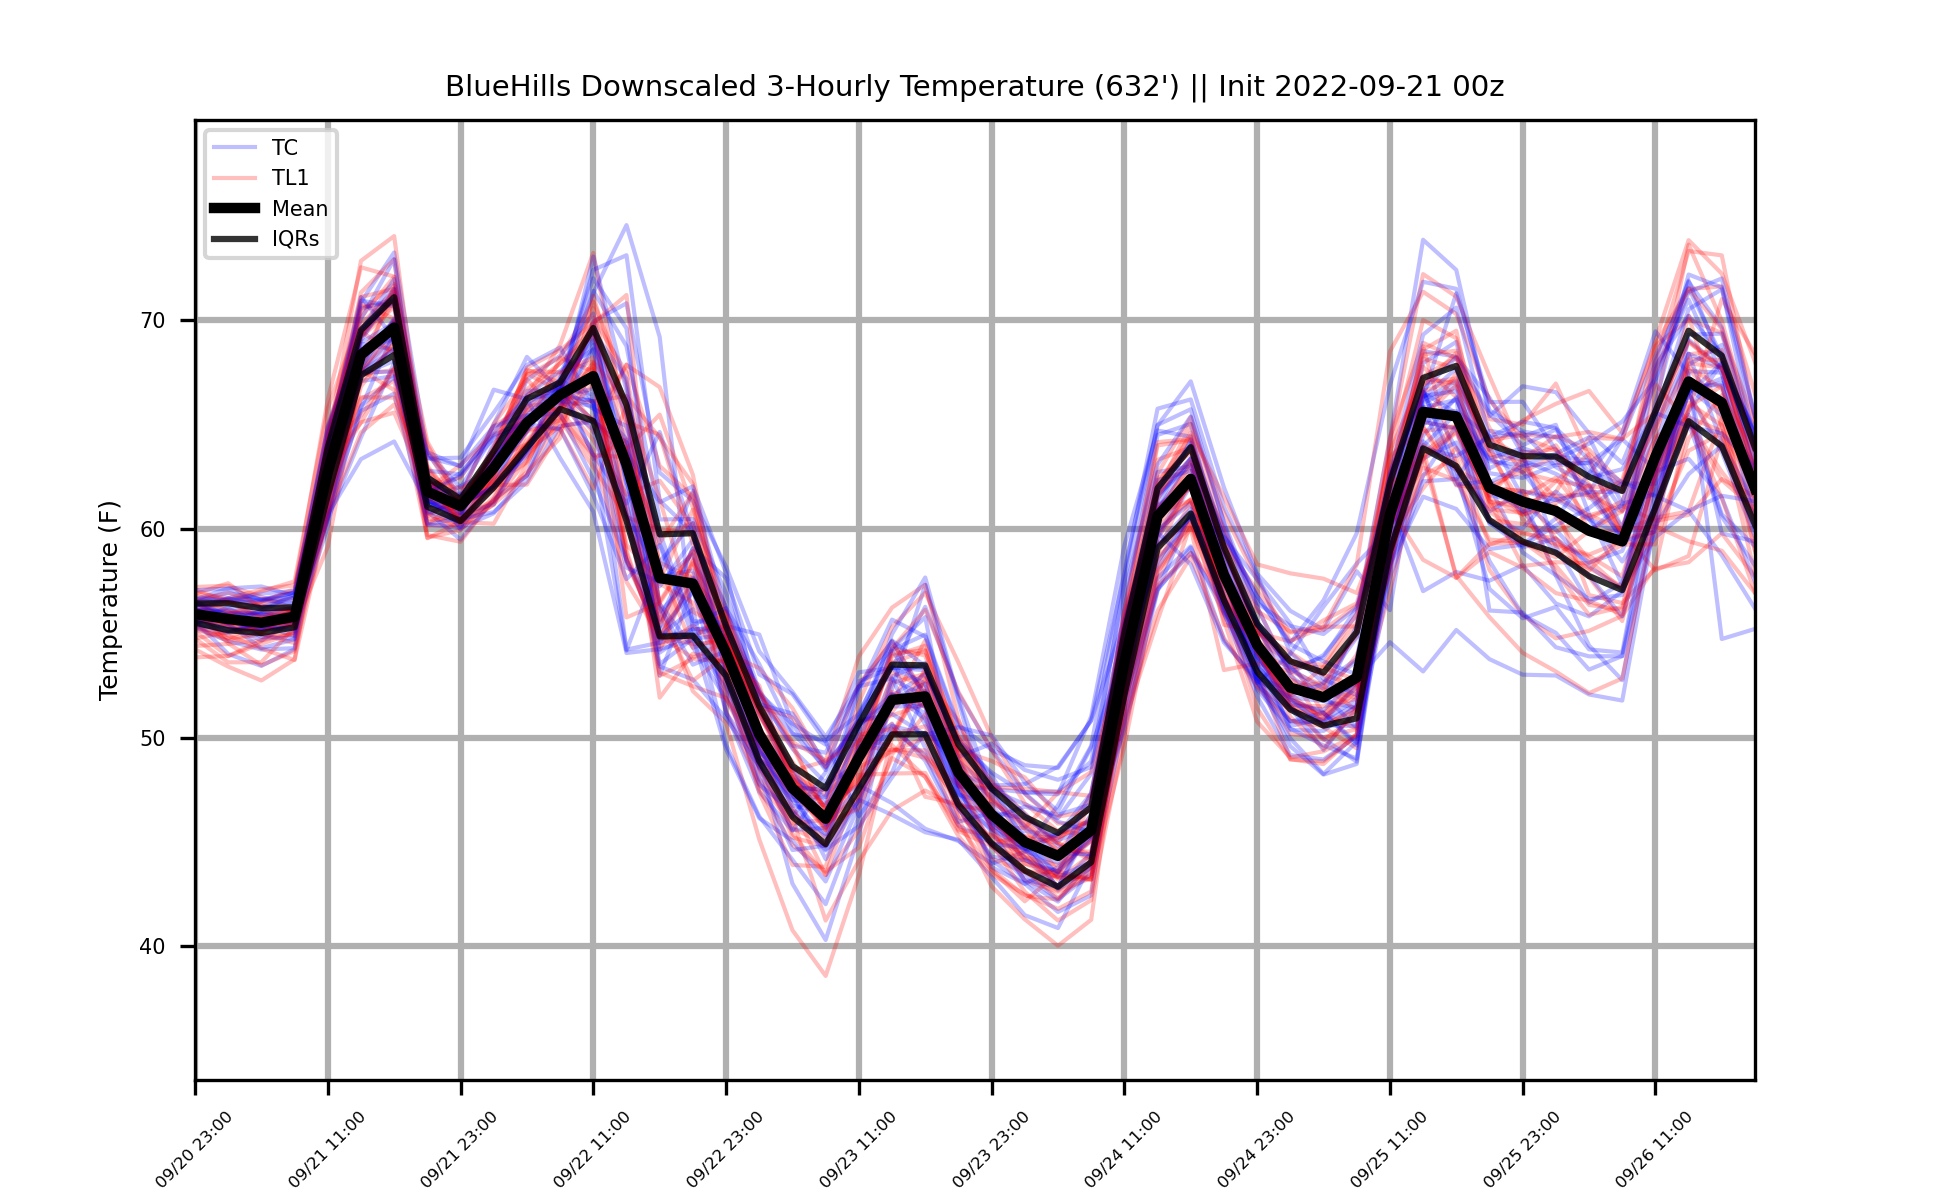 BlueHills Downscaled 3-Hourly Temperature (632') || Init 2022-09-21 00z
TC
TL1
Mean
IQRs
Temperature (F)
70
60
50
40
09/20 23:00
09/21 11:00
09/21 23:00
09/22 11:00
09/22 23:00
09/23 11:00
09/23 23:00
09/24 11:00
09/24 23:00
09/25 11:00
09/25 23:00
09/26 11:00